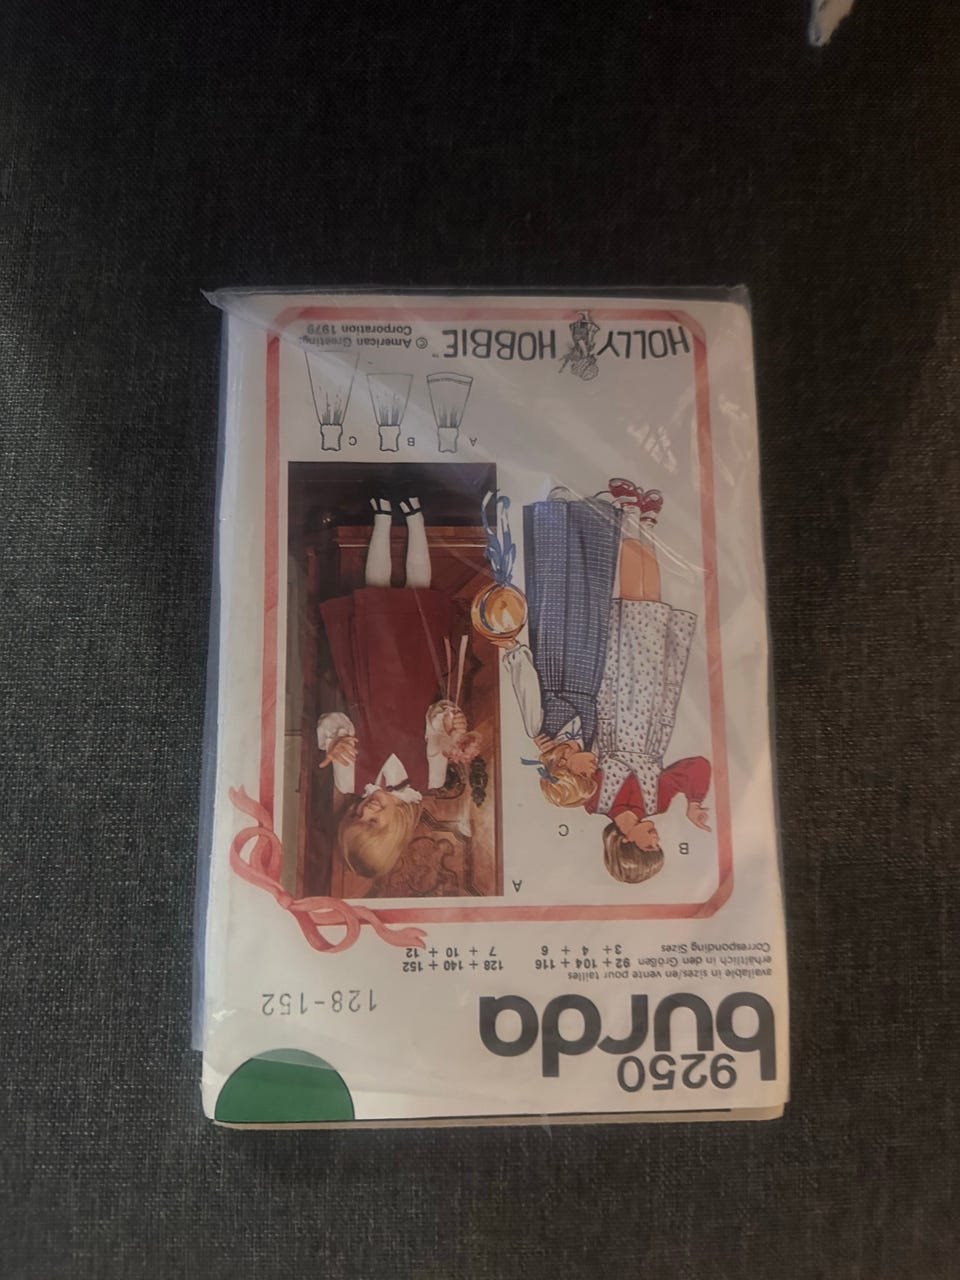 9250
burda
128-152
available in sizes/en vente pour tailles
erhältlich in den Größen 92 + 104 + 116 128 + 140 + 152
Corresponding Sizes 3 + 4 + 6 7 + 10 + 12
A
B
C
A
B
C
HOLLY HOBBIE™
© American Greetings
Corporation 1979